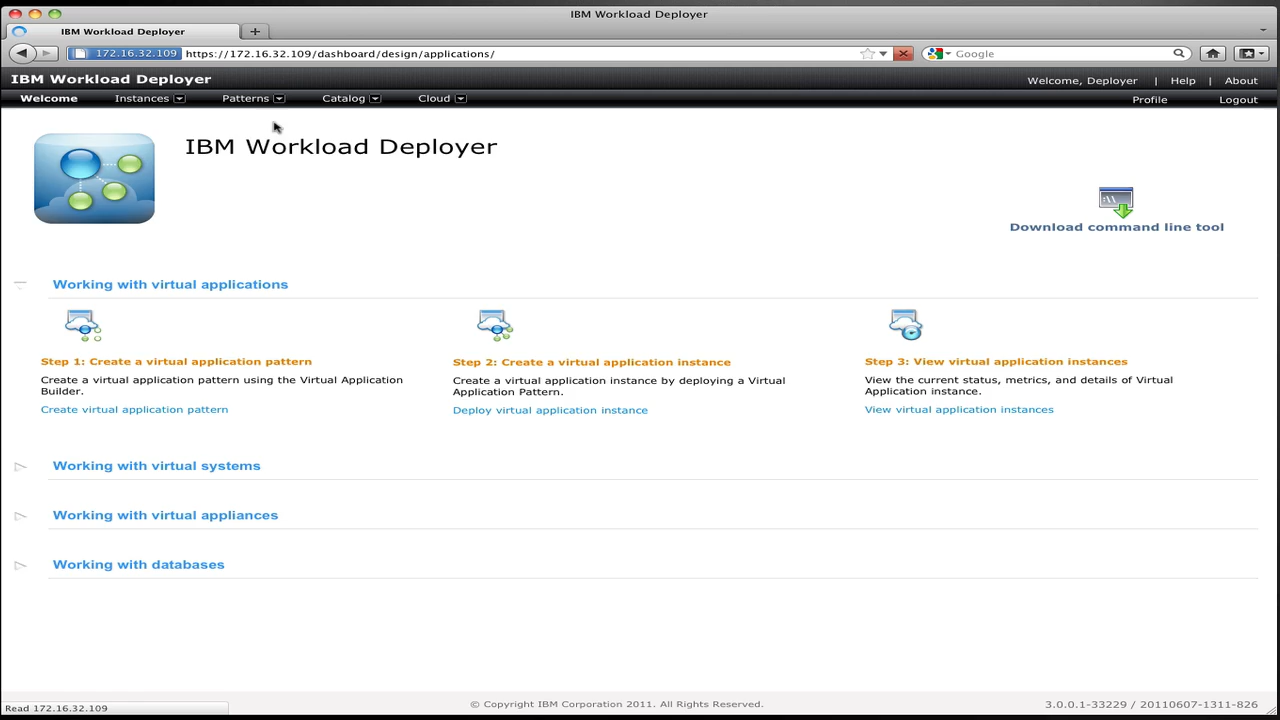 IBM Workload Deployer
IBM Workload Deployer
172.16.32.109 https://172.16.32.109/dashboard/design/applications/ Google
IBM Workload Deployer Welcome, Deployer | Help | About
Welcome Instances Patterns Catalog Cloud Profile Logout
IBM Workload Deployer
Download command line tool
Working with virtual applications
Step 1: Create a virtual application pattern
Create a virtual application pattern using the Virtual Application
Builder.
Create virtual application pattern
Step 2: Create a virtual application instance
Create a virtual application instance by deploying a Virtual
Application Pattern.
Deploy virtual application instance
Step 3: View virtual application instances
View the current status, metrics, and details of Virtual
Application instance.
View virtual application instances
Working with virtual systems
Working with virtual appliances
Working with databases
Read 172.16.32.109
© Copyright IBM Corporation 2011. All Rights Reserved.
3.0.0.1-33229 / 20110607-1311-826